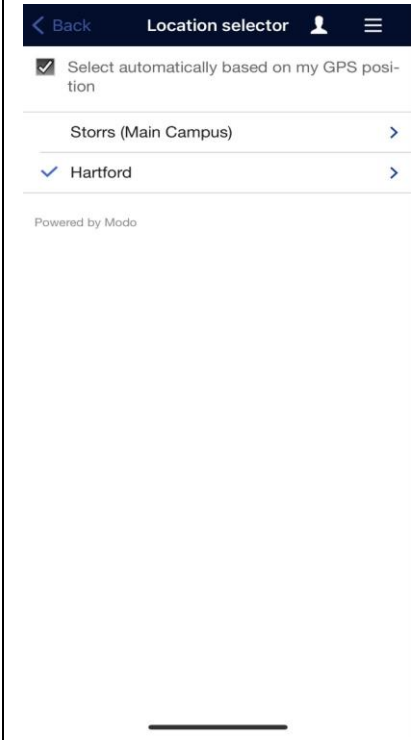 Back Location selector
Select automatically based on my GPS posi-
tion
Storrs (Main Campus)
Hartford
Powered by Modo